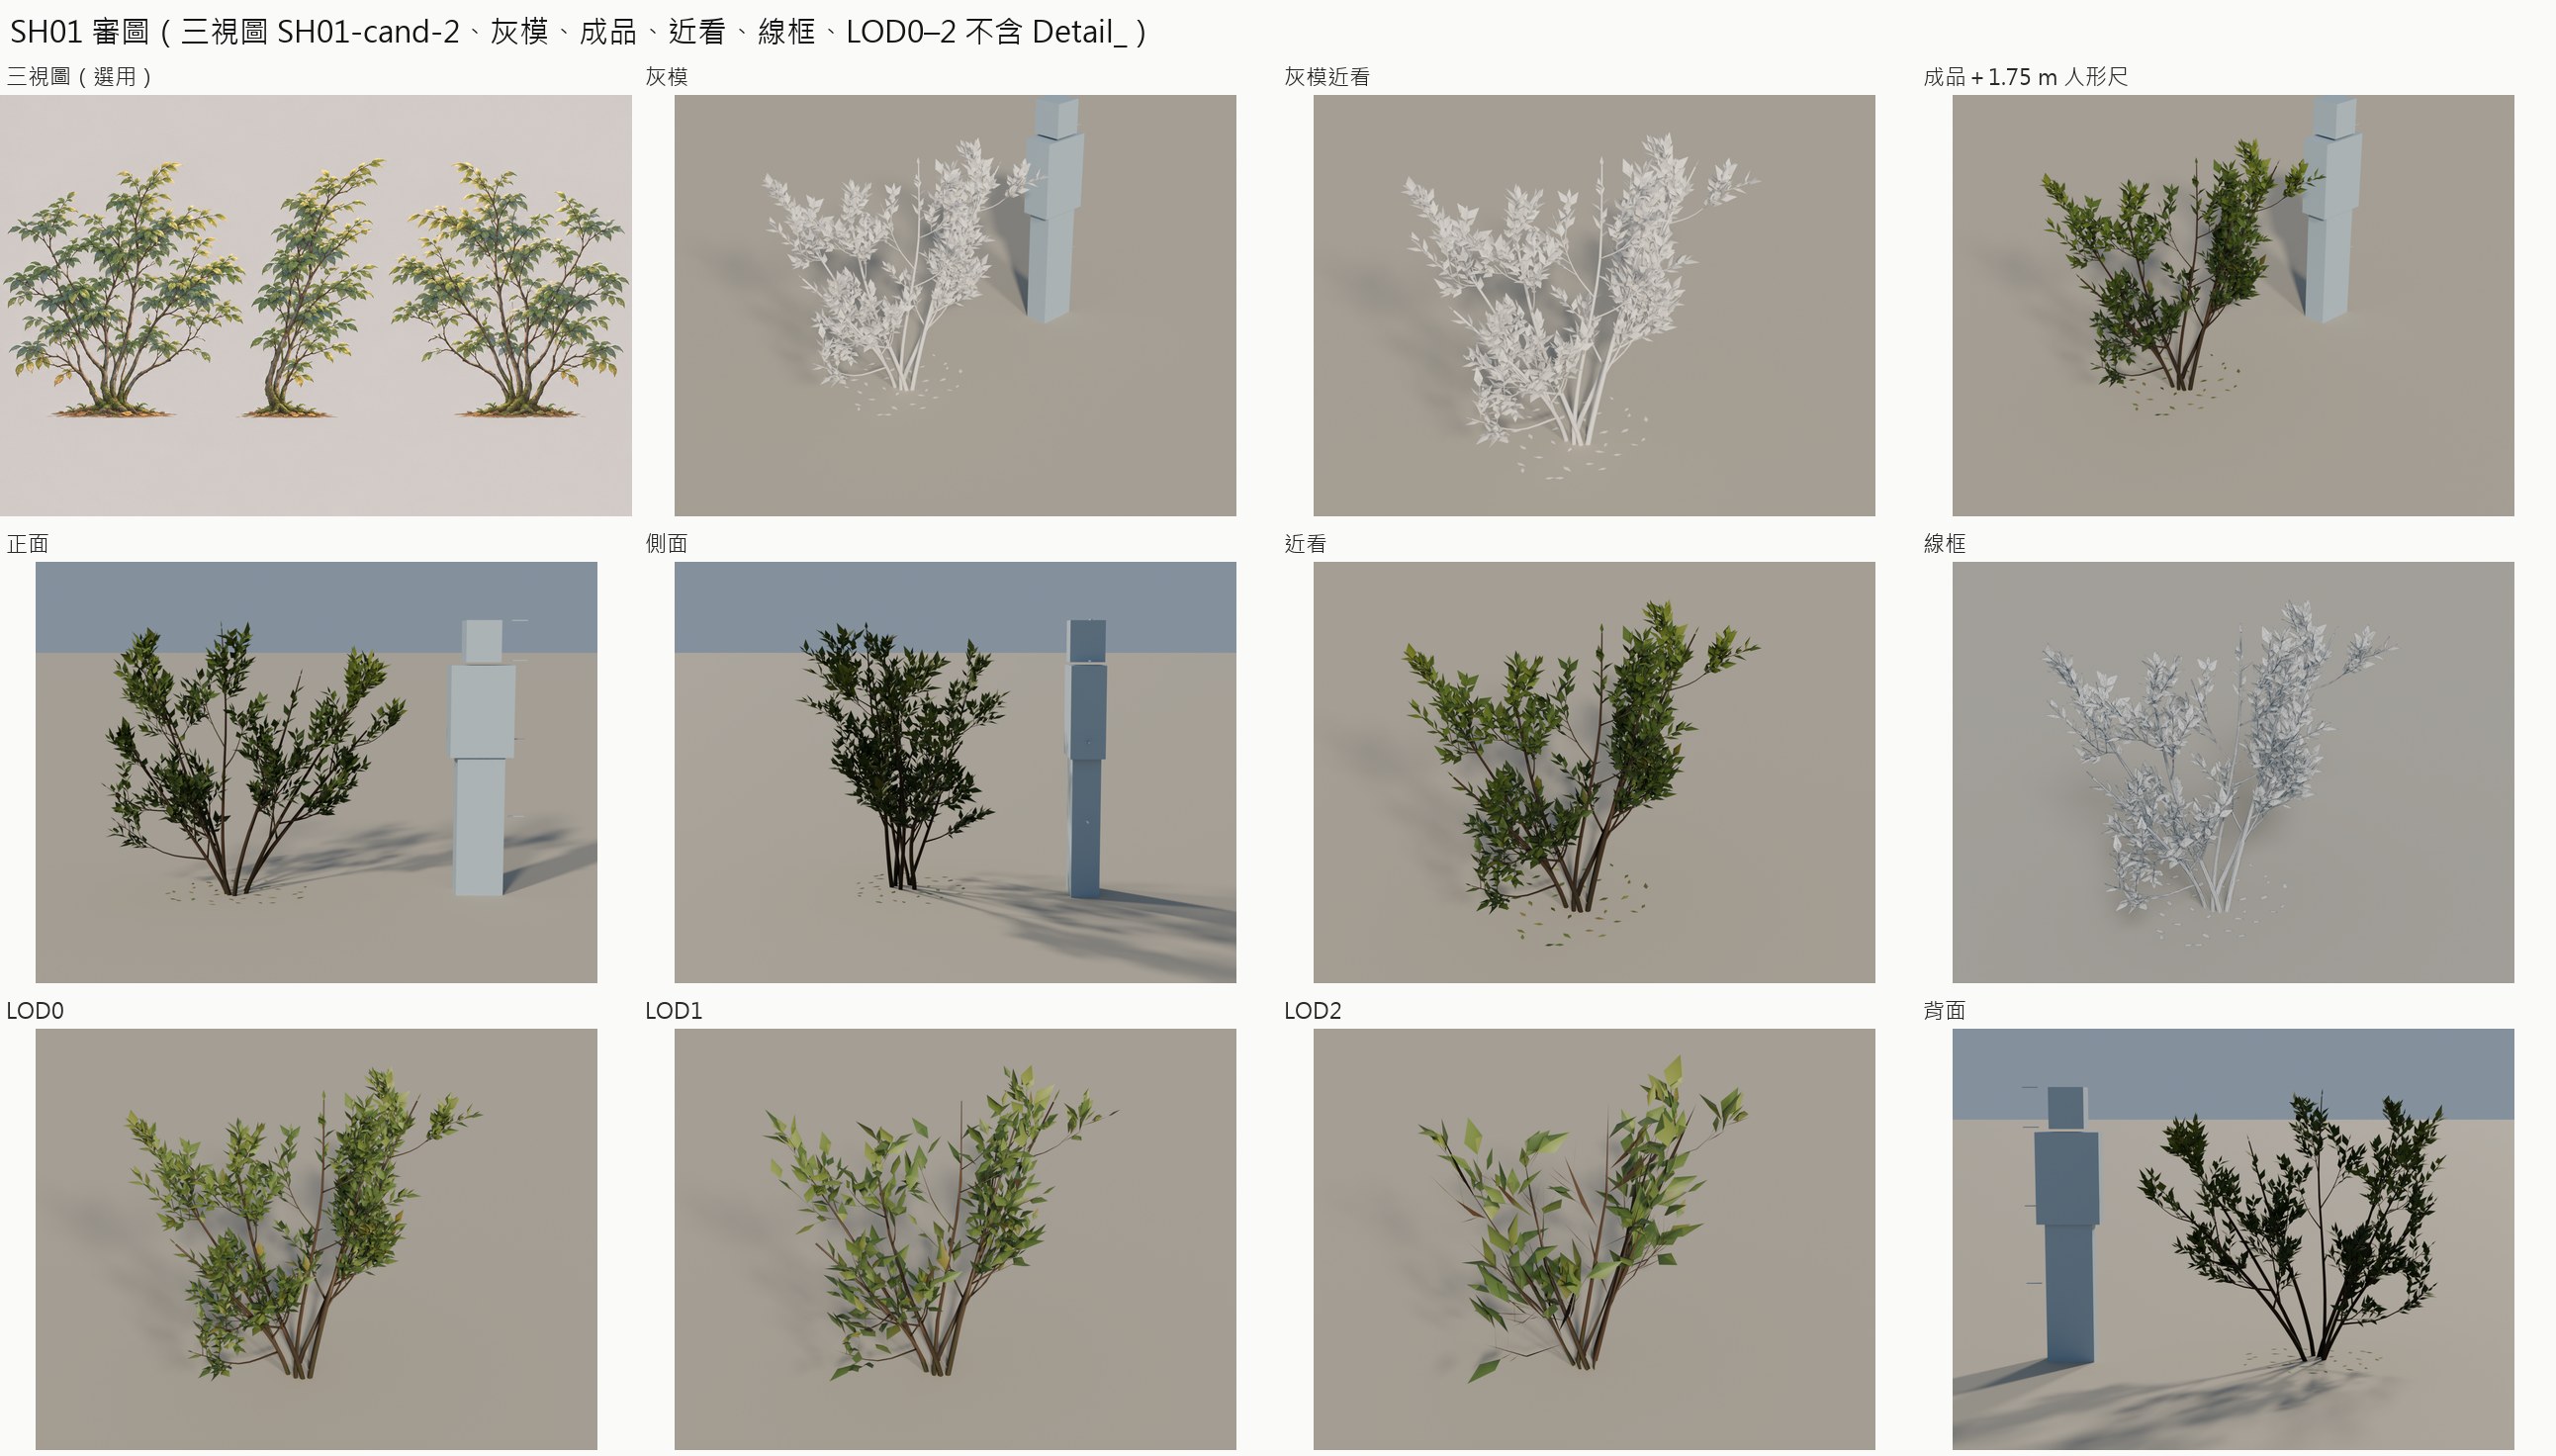 SH01 審圖（三視圖 SH01-cand-2、灰模、成品、近看、線框、LOD0–2 不含 Detail_）
三視圖（選用）
灰模
灰模近看
成品＋1.75 m 人形尺
正面
側面
近看
線框
LOD0
LOD1
LOD2
背面